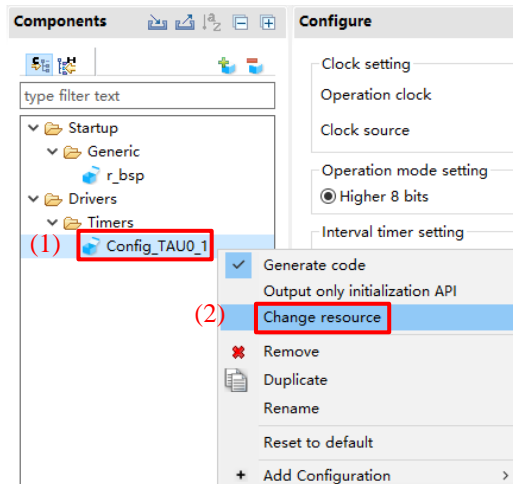 Components
Configure
type filter text
Startup
Generic
r_bsp
Drivers
Timers
(1)
Config_TAU0_1
Clock setting
Operation clock
Clock source
Operation mode setting
Higher 8 bits
Interval timer setting
Generate code
Output only initialization API
(2)
Change resource
Remove
Duplicate
Rename
Reset to default
Add Configuration